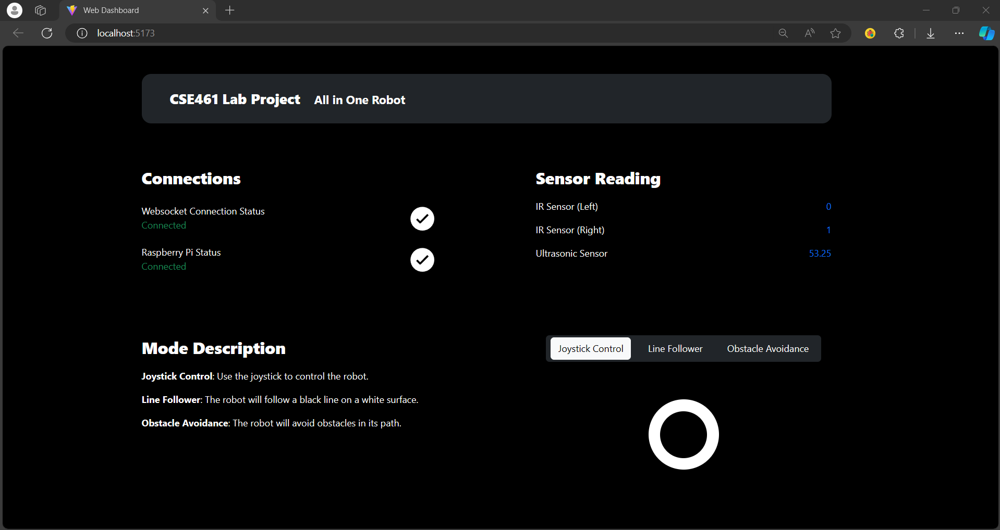 Web Dashboard
localhost:5173
CSE461 Lab Project All in One Robot
Connections
Websocket Connection Status
Connected
Raspberry Pi Status
Connected
Sensor Reading
IR Sensor (Left) 0
IR Sensor (Right) 1
Ultrasonic Sensor 53.25
Mode Description
Joystick Control: Use the joystick to control the robot.
Line Follower: The robot will follow a black line on a white surface.
Obstacle Avoidance: The robot will avoid obstacles in its path.
Joystick Control Line Follower Obstacle Avoidance